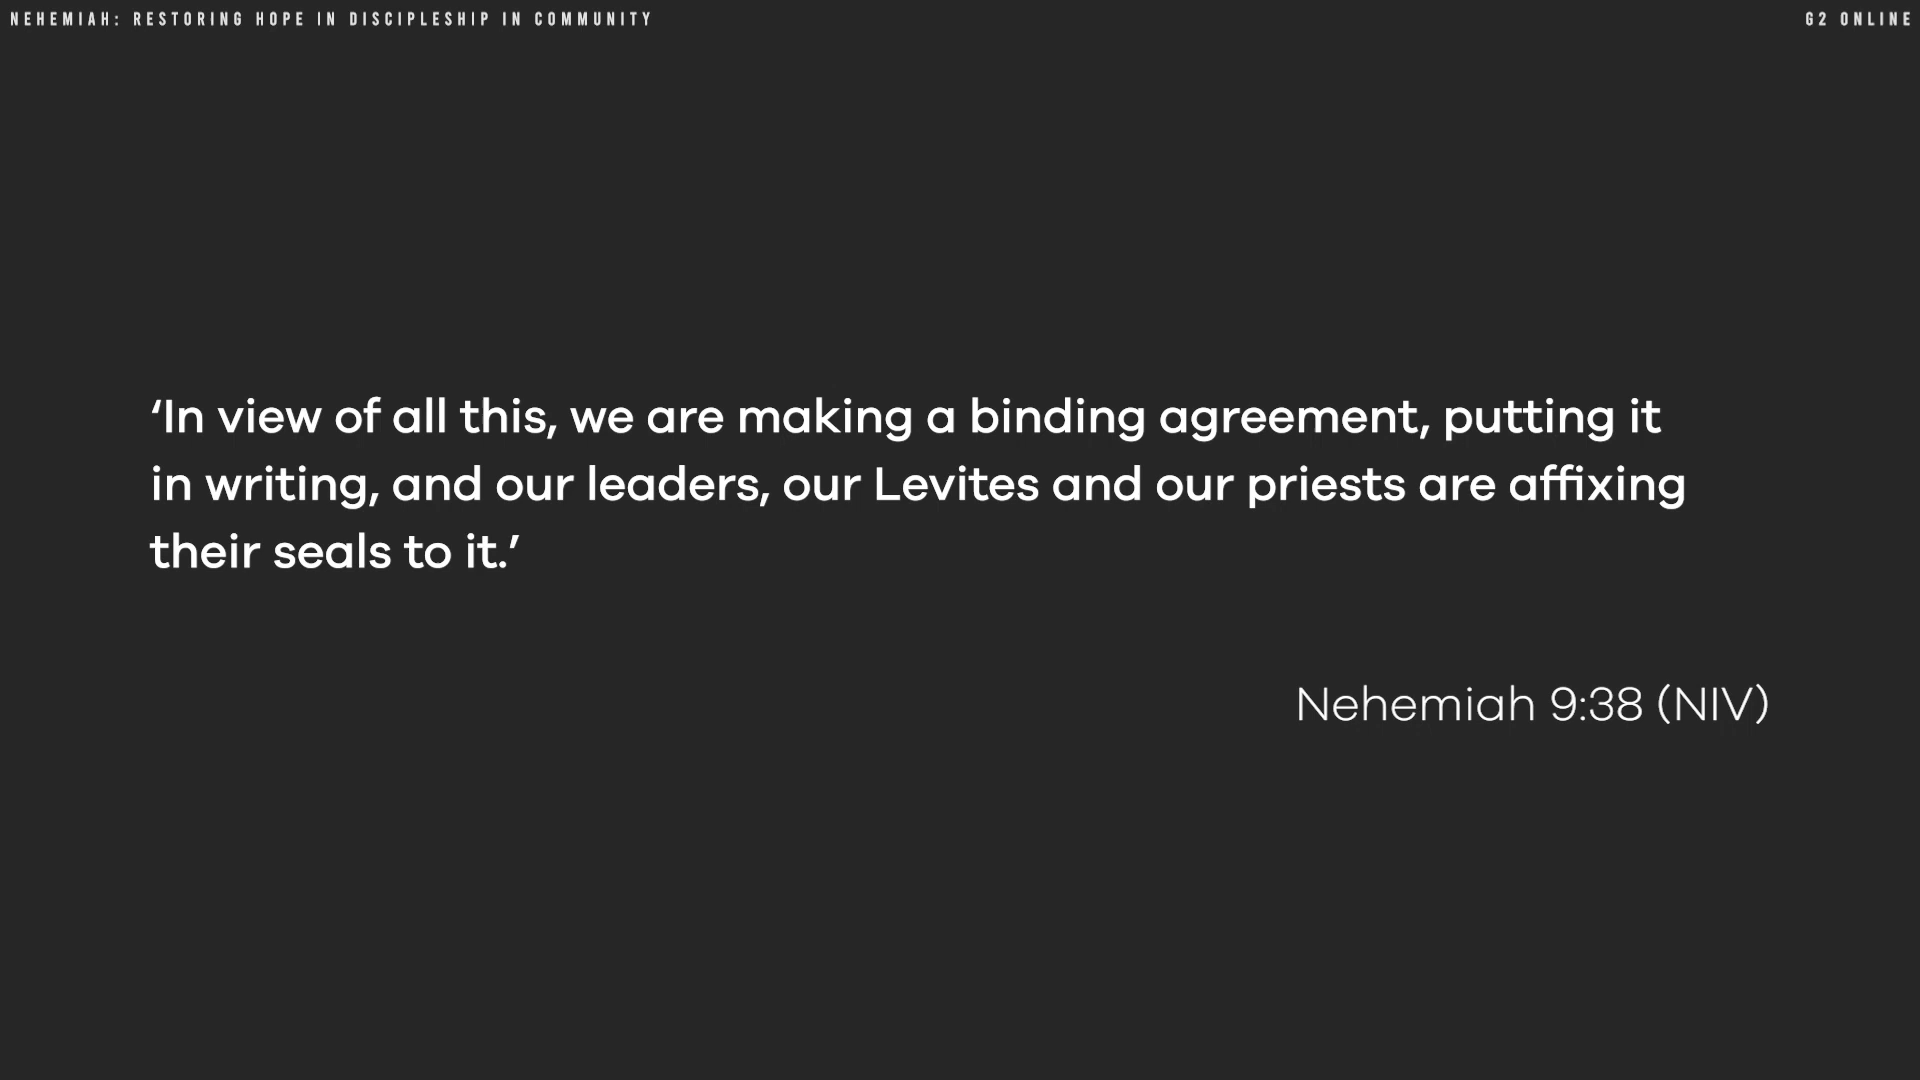 NEHEMIAH: RESTORING HOPE IN DISCIPLESHIP IN COMMUNITY
G2 ONLINE
‘In view of all this, we are making a binding agreement, putting it
in writing, and our leaders, our Levites and our priests are affixing
their seals to it.’
Nehemiah 9:38 (NIV)